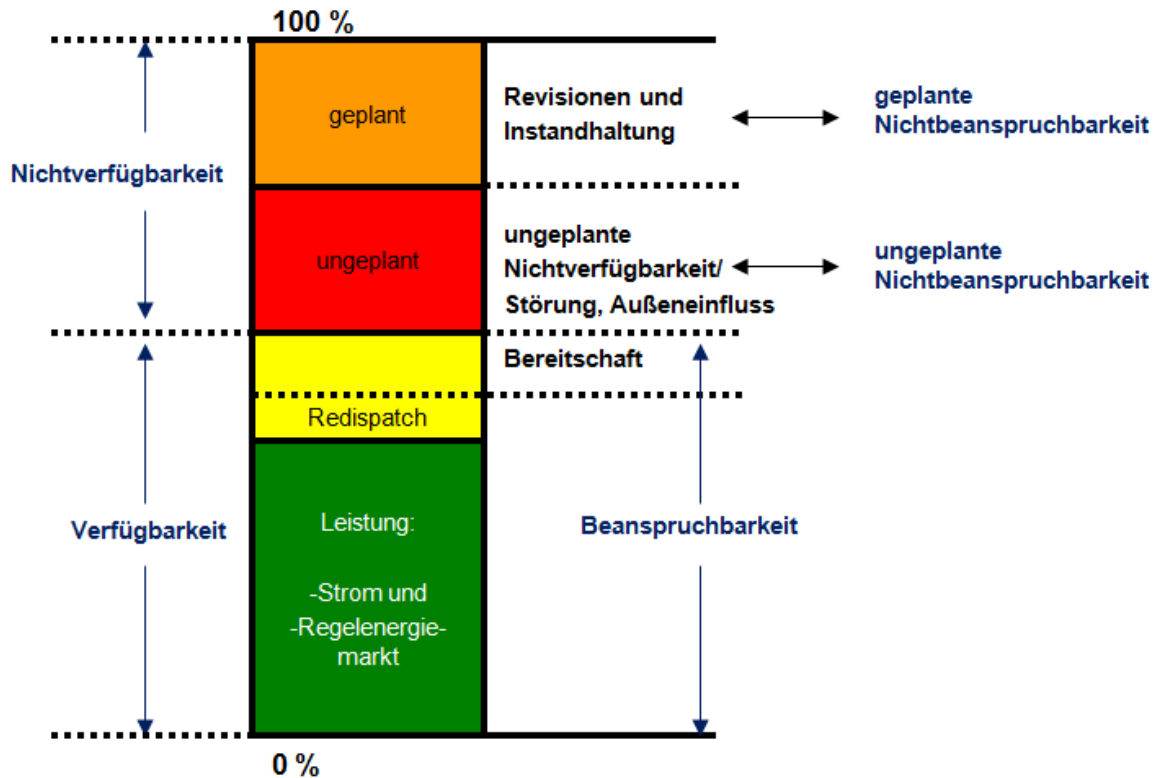 100 %
geplant
Revisionen und
Instandhaltung
geplante
Nichtbeanspruchbarkeit
Nichtverfügbarkeit
ungeplant
ungeplante
Nichtverfügbarkeit/
Störung, Außeneinfluss
ungeplante
Nichtbeanspruchbarkeit
Bereitschaft
Redispatch
Verfügbarkeit
Leistung:
-Strom und
-Regelenergie-
markt
Beanspruchbarkeit
0 %